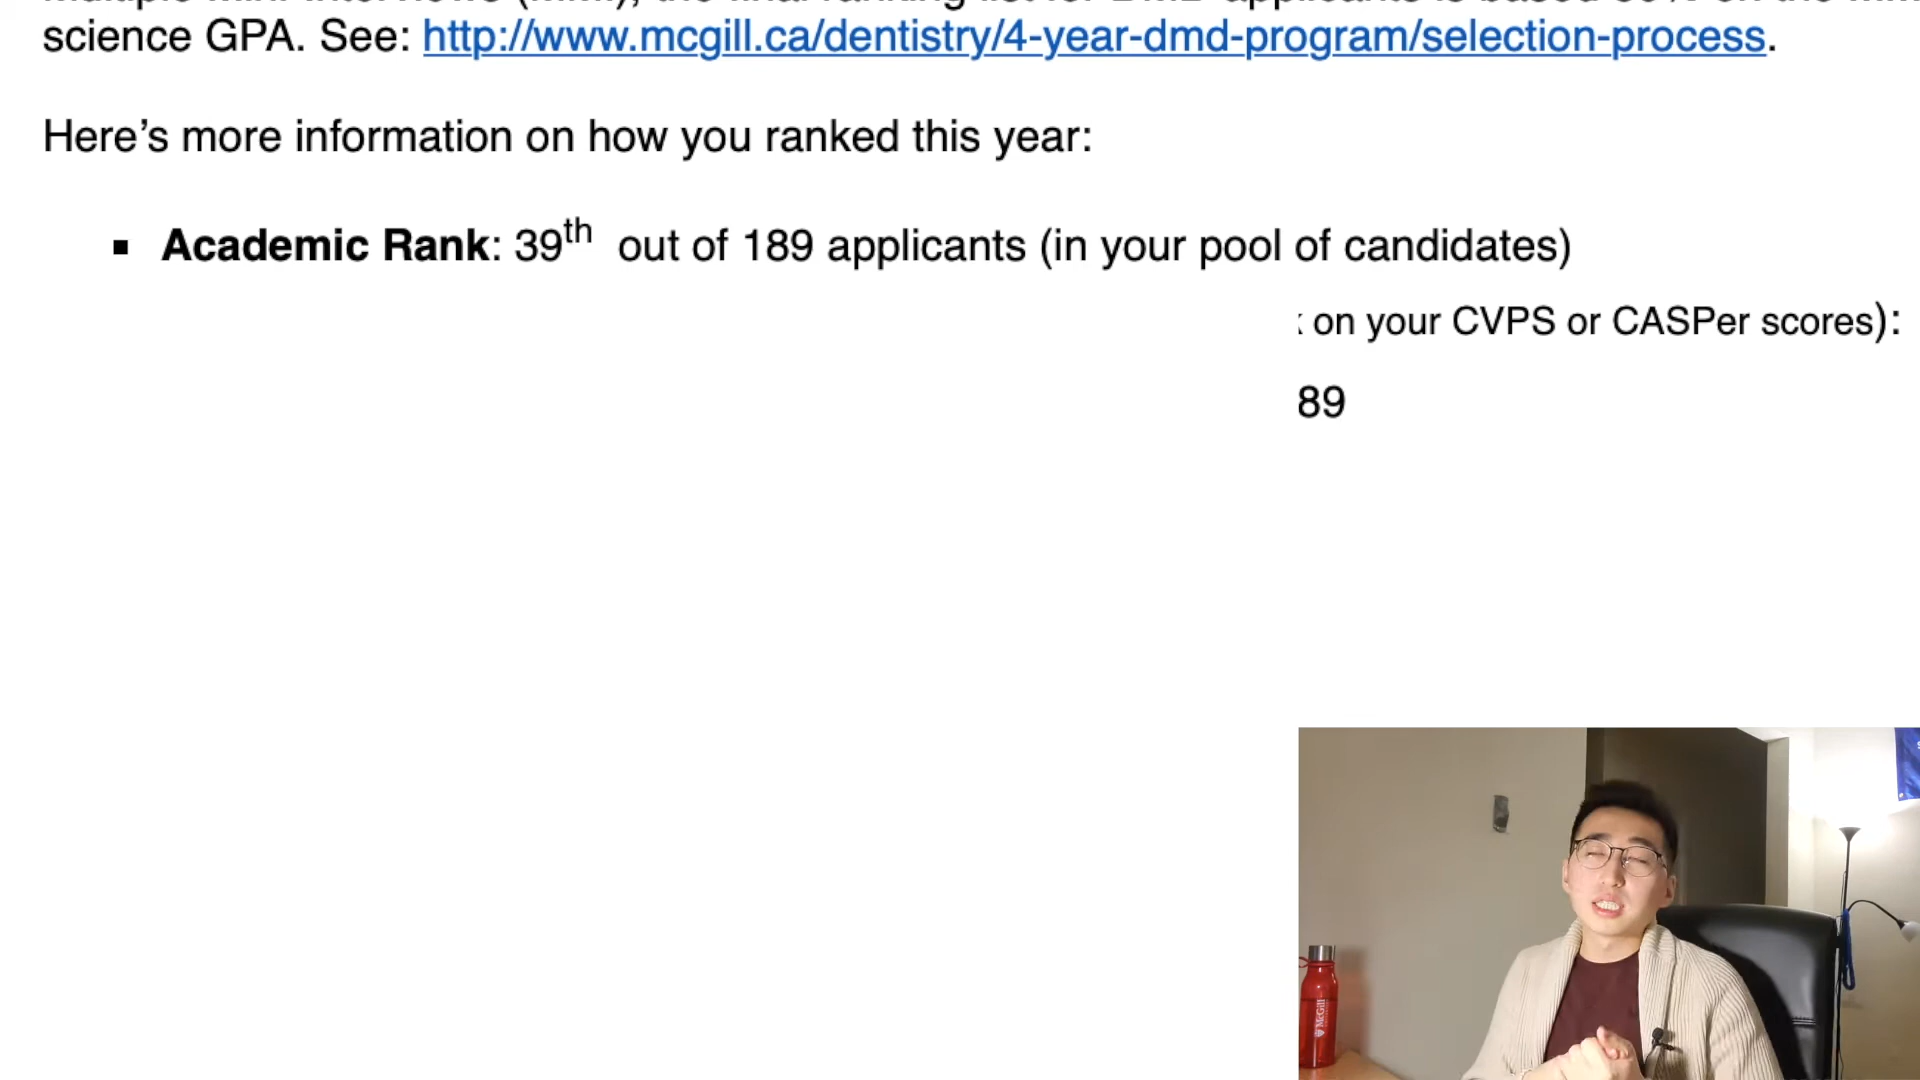 science GPA. See: http://www.mcgill.ca/dentistry/4-year-dmd-program/selection-process.
Here’s more information on how you ranked this year:
▪ Academic Rank: 39th out of 189 applicants (in your pool of candidates)
on your CVPS or CASPer scores):
89
McGill